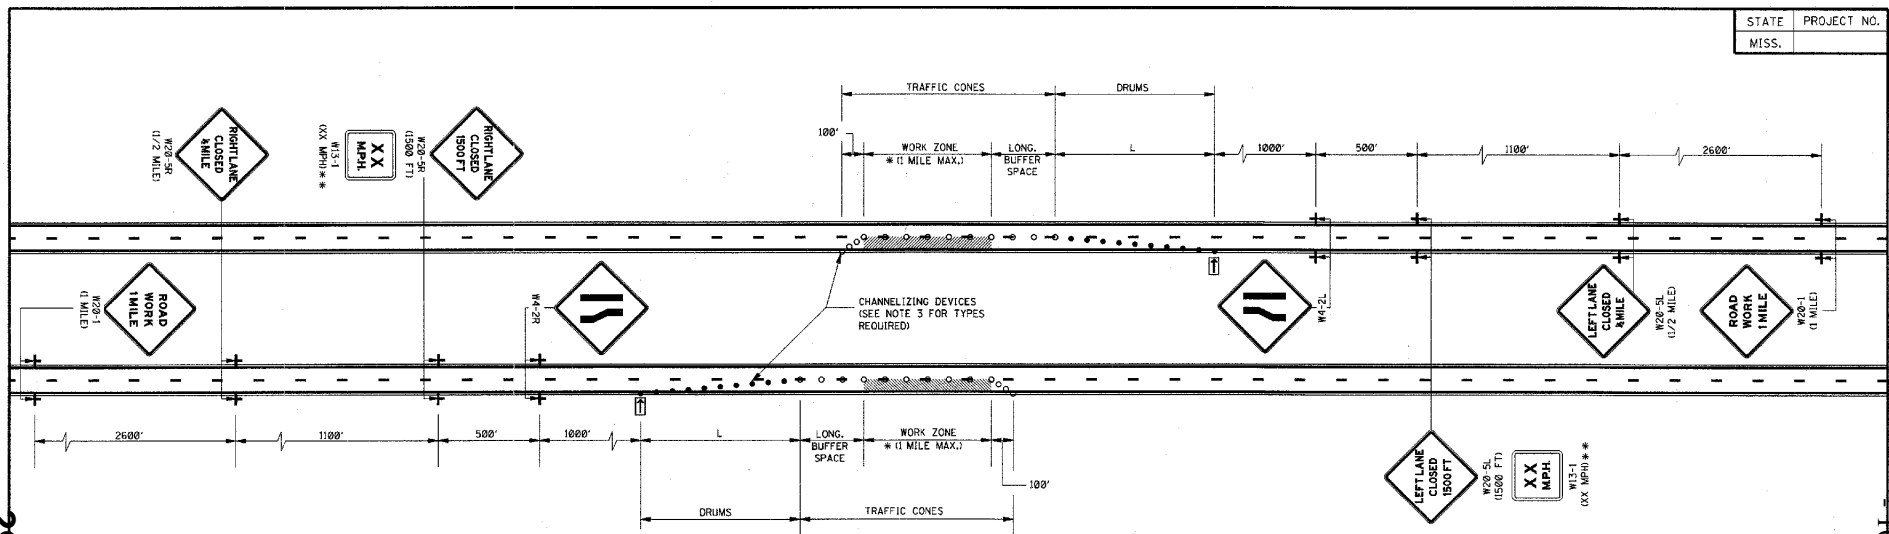 STATE PROJECT NO.
MISS.
TRAFFIC CONES
DRUMS
100'
WORK ZONE
* (1 MILE MAX.)
LONG.
BUFFER
SPACE
L
1000'
500'
1100'
2600'
RIGHT LANE
CLOSED
½ MILE
W20-5R
(1/2 MILE)
XX
M.P.H.
W13-1
(XX MPH) * *
RIGHT LANE
CLOSED
1500 FT
W20-5R
(1500 FT)
ROAD
WORK
1 MILE
W20-1
(1 MILE)
W4-2R
CHANNELIZING DEVICES
(SEE NOTE 3 FOR TYPES
REQUIRED)
W4-2L
LEFT LANE
CLOSED
½ MILE
W20-5L
(1/2 MILE)
ROAD
WORK
1 MILE
W20-1
(1 MILE)
2600'
1100'
500'
1000'
L
LONG.
BUFFER
SPACE
WORK ZONE
* (1 MILE MAX.)
100'
DRUMS
TRAFFIC CONES
LEFT LANE
CLOSED
1500 FT
W20-5L
(1500 FT)
XX
M.P.H.
W13-1
(XX MPH) * *